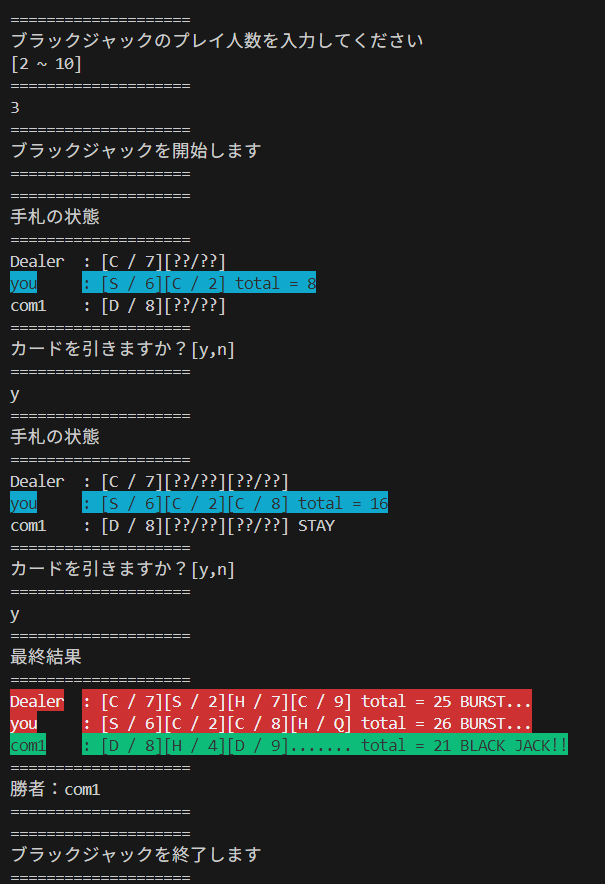 ====================
ブラックジャックのプレイ人数を入力してください
[2 ~ 10]
====================
3
====================
ブラックジャックを開始します
====================
====================
手札の状態
====================
Dealer  : [C / 7][??/??]
you     : [S / 6][C / 2] total = 8
com1    : [D / 8][??/??]
====================
カードを引きますか？[y,n]
====================
y
====================
手札の状態
====================
Dealer  : [C / 7][??/??][??/??]
you     : [S / 6][C / 2][C / 8] total = 16
com1    : [D / 8][??/??][??/??] STAY
====================
カードを引きますか？[y,n]
====================
y
====================
最終結果
====================
Dealer  : [C / 7][S / 2][H / 7][C / 9] total = 25 BURST...
you     : [S / 6][C / 2][C / 8][H / Q] total = 26 BURST...
com1    : [D / 8][H / 4][D / 9]....... total = 21 BLACK JACK!!
====================
勝者：com1
====================
====================
ブラックジャックを終了します
====================